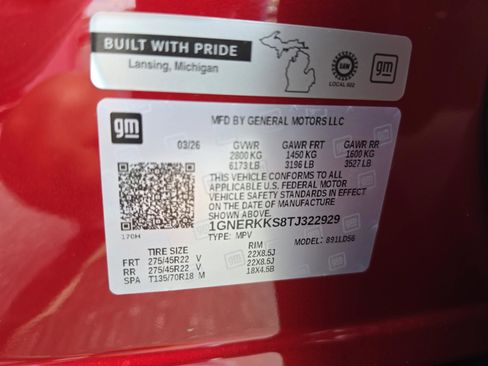 BUILT WITH PRIDE
Lansing, Michigan
UAW
LOCAL 602
gm
gm
MFD BY GENERAL MOTORS LLC
03/26 GVWR GAWR FRT GAWR RR
2800 KG 1450 KG 1600 KG
6173 LB 3196 LB 3527 LB
THIS VEHICLE CONFORMS TO ALL
APPLICABLE U.S. FEDERAL MOTOR
VEHICLE SAFETY STANDARDS IN EFFECT
ON THE DATE OF MANUFACTURE
SHOWN ABOVE.
1GNERKKS8TJ322929
TYPE: MPV MODEL: 891LD56
170H
TIRE SIZE RIM
FRT 275/45R22 V 22X8.5J
RR 275/45R22 V 22X8.5J
SPA T135/70R18 M 18X4.5B